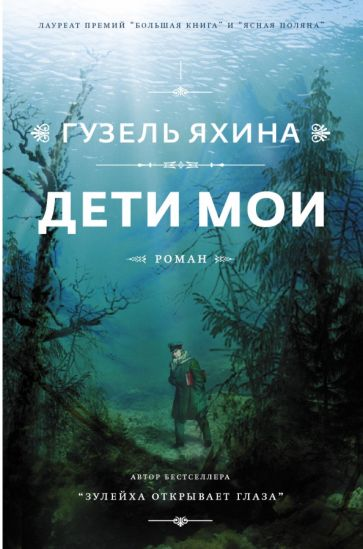 ЛАУРЕАТ ПРЕМИЙ "БОЛЬШАЯ КНИГА" И "ЯСНАЯ ПОЛЯНА"
ГУЗЕЛЬ ЯХИНА
ДЕТИ МОИ
РОМАН
АВТОР БЕСТСЕЛЛЕРА
"ЗУЛЕЙХА ОТКРЫВАЕТ ГЛАЗА"